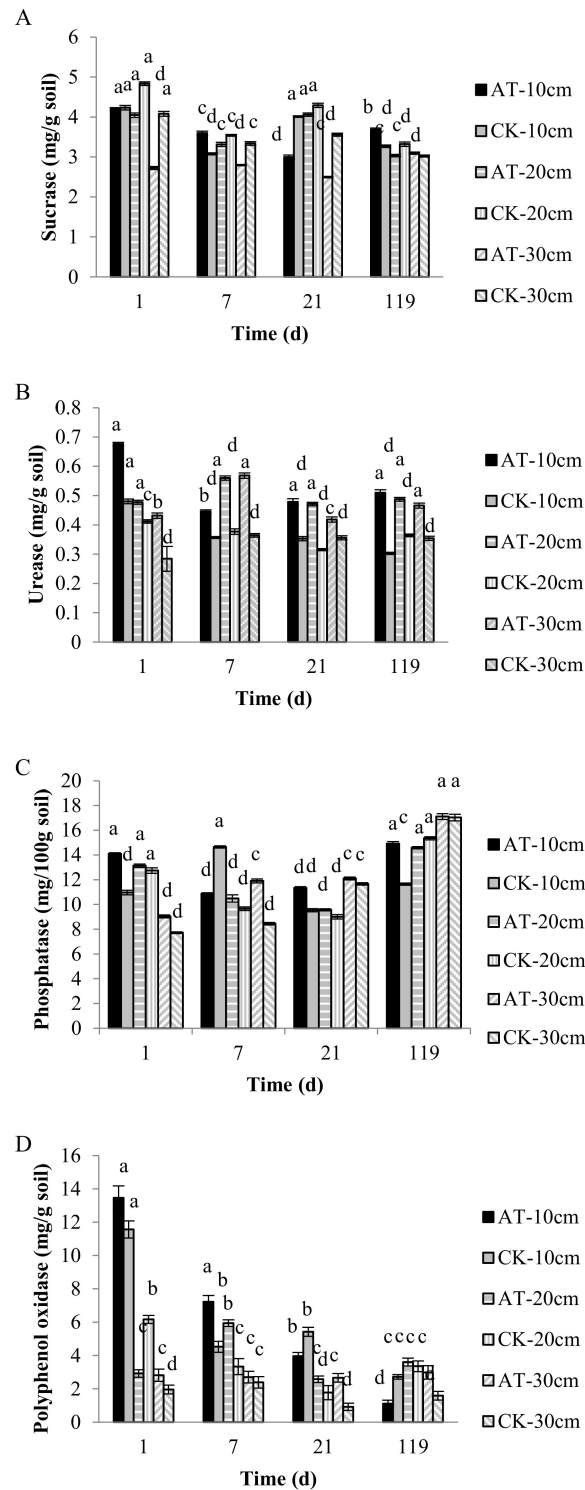 A
Sucrase (mg/g soil)
6
5
4
3
2
1
0
a a a a d a
c d c c d c
d a a a c d
b c d c d
1 7 21 119
Time (d)
AT-10cm
CK-10cm
AT-20cm
CK-20cm
AT-30cm
CK-30cm
B
Urease (mg/g soil)
0.8
0.7
0.6
0.5
0.4
0.3
0.2
0.1
0
a a a c b d
b d a d a d
a d a d c d
a d a d a d
1 7 21 119
Time (d)
AT-10cm
CK-10cm
AT-20cm
CK-20cm
AT-30cm
CK-30cm
C
Phosphatase (mg/100g soil)
20
18
16
14
12
10
8
6
4
2
0
a d a a d d
d a d d c d
d d d d c c
a c a a a a
1 7 21 119
Time (d)
AT-10cm
CK-10cm
AT-20cm
CK-20cm
AT-30cm
CK-30cm
D
Polyphenol oxidase (mg/g soil)
16
14
12
10
8
6
4
2
0
a a c b c d
a b b c c c
b b c d c d
d c c c c d
1 7 21 119
Time (d)
AT-10cm
CK-10cm
AT-20cm
CK-20cm
AT-30cm
CK-30cm